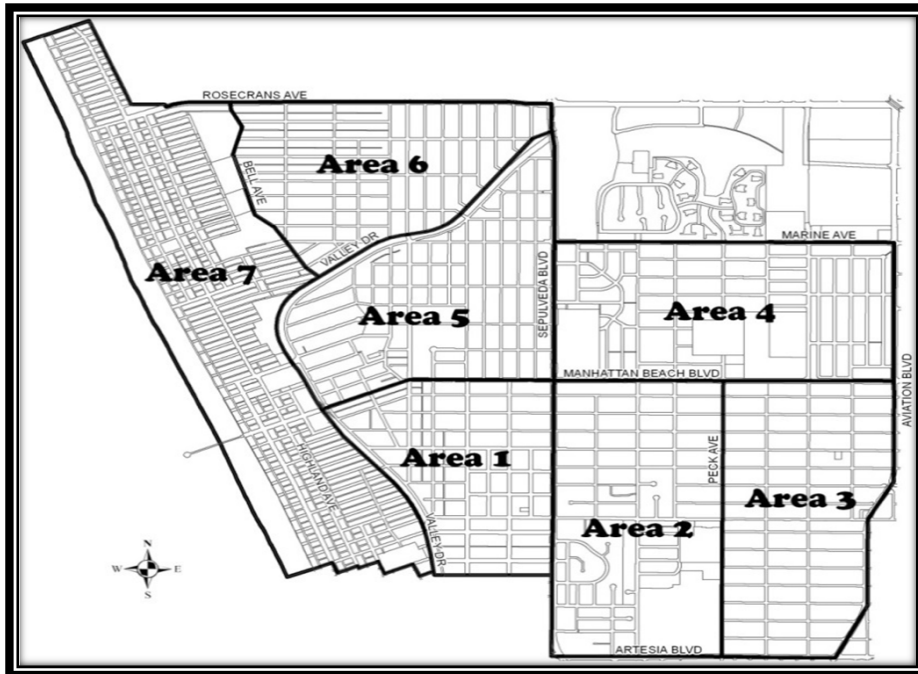 ROSECRANS AVE
Area 6
BELL AVE
VALLEY DR
MARINE AVE
Area 7
SEPULVEDA BLVD
Area 5
Area 4
MANHATTAN BEACH BLVD
AVIATION BLVD
HIGHLAND AVE
Area 1
PECK AVE
Area 3
Area 2
VALLEY DR
N
W E
S
ARTESIA BLVD